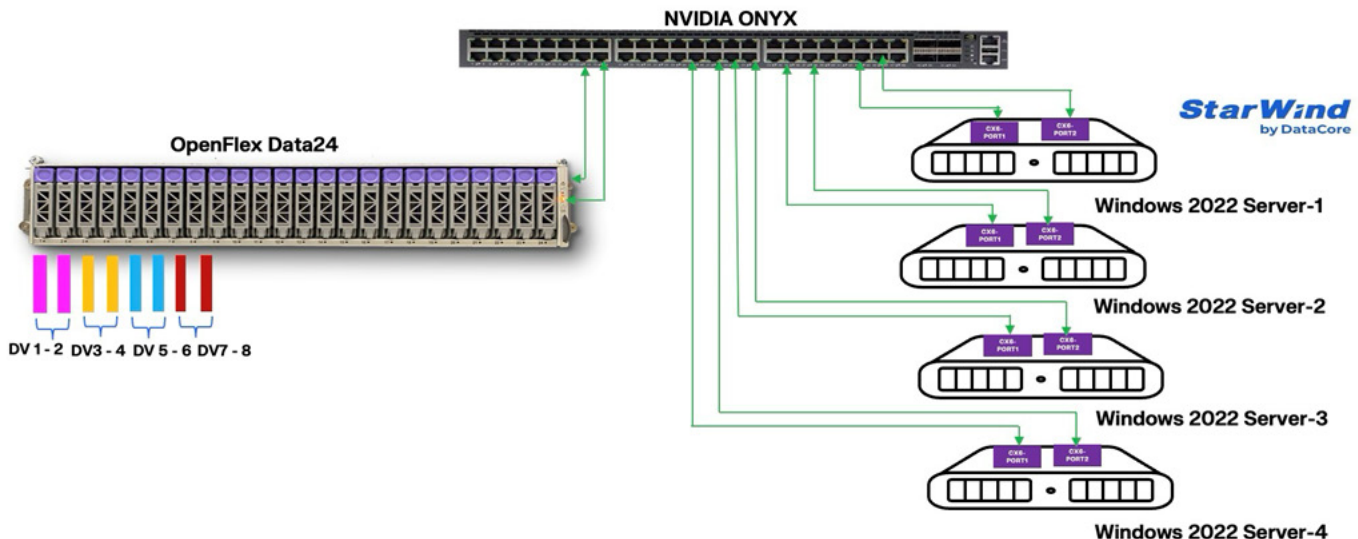 NVIDIA ONYX
StarWind
by DataCore
OpenFlex Data24
CX6-
PORT1
CX6-
PORT2
Windows 2022 Server-1
CX6-
PORT1
CX6-
PORT2
Windows 2022 Server-2
DV 1 - 2 DV3 - 4 DV 5 - 6 DV7 - 8
CX6-
PORT1
CX6-
PORT2
Windows 2022 Server-3
CX6-
PORT1
CX6-
PORT2
Windows 2022 Server-4